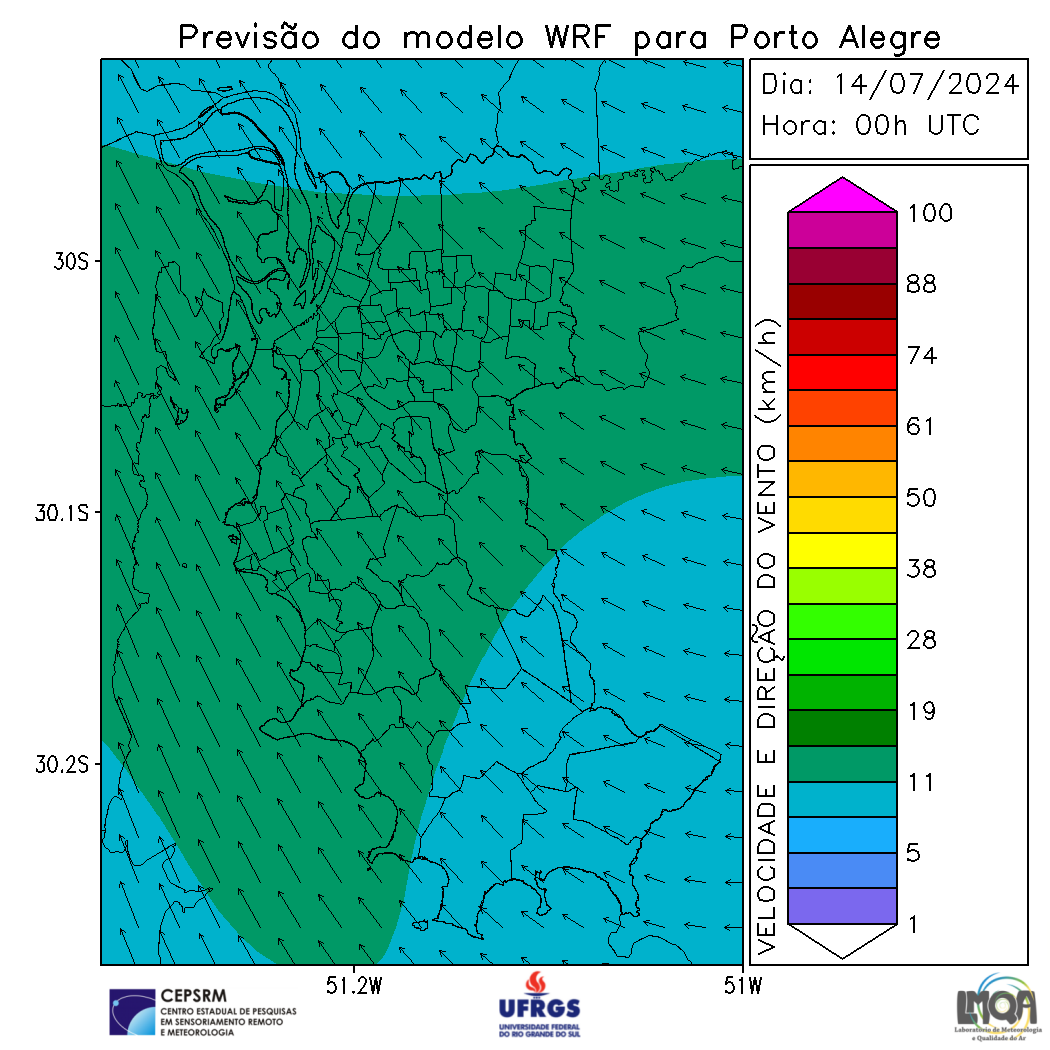 Previsão do modelo WRF para Porto Alegre
Dia: 14/07/2024
Hora: 00h UTC
VELOCIDADE E DIREÇÃO DO VENTO (km/h)
100
88
74
61
50
38
28
19
11
5
1
30S
30.1S
30.2S
51.2W
51W
CEPSRM
CENTRO ESTADUAL DE PESQUISAS
EM SENSORIAMENTO REMOTO
E METEOROLOGIA
UFRGS
UNIVERSIDADE FEDERAL
DO RIO GRANDE DO SUL
LMQA
Laboratório de Meteorologia
e Qualidade do Ar